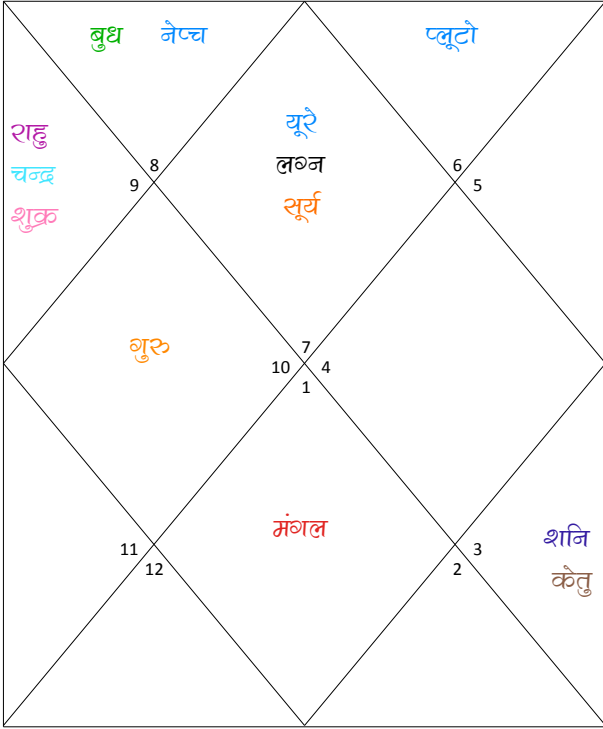 बुध नेप्च
प्लूटो
यूरे
लग्न
सूर्य
राहु
चन्द्र
शुक्र
8
9
6
5
गुरु
7
10 4
1
मंगल
11
12
3
2
शनि
केतु